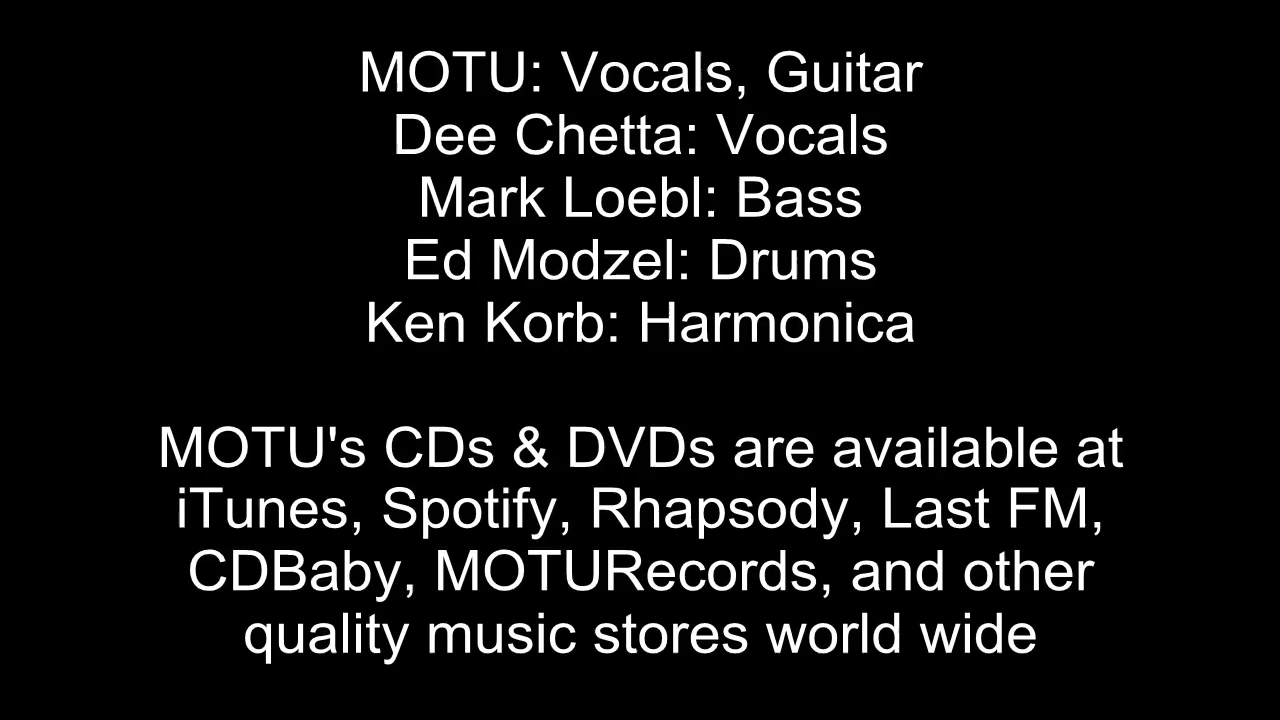 MOTU: Vocals, Guitar
Dee Chetta: Vocals
Mark Loebl: Bass
Ed Modzel: Drums
Ken Korb: Harmonica
MOTU's CDs & DVDs are available at
iTunes, Spotify, Rhapsody, Last FM,
CDBaby, MOTURecords, and other
quality music stores world wide